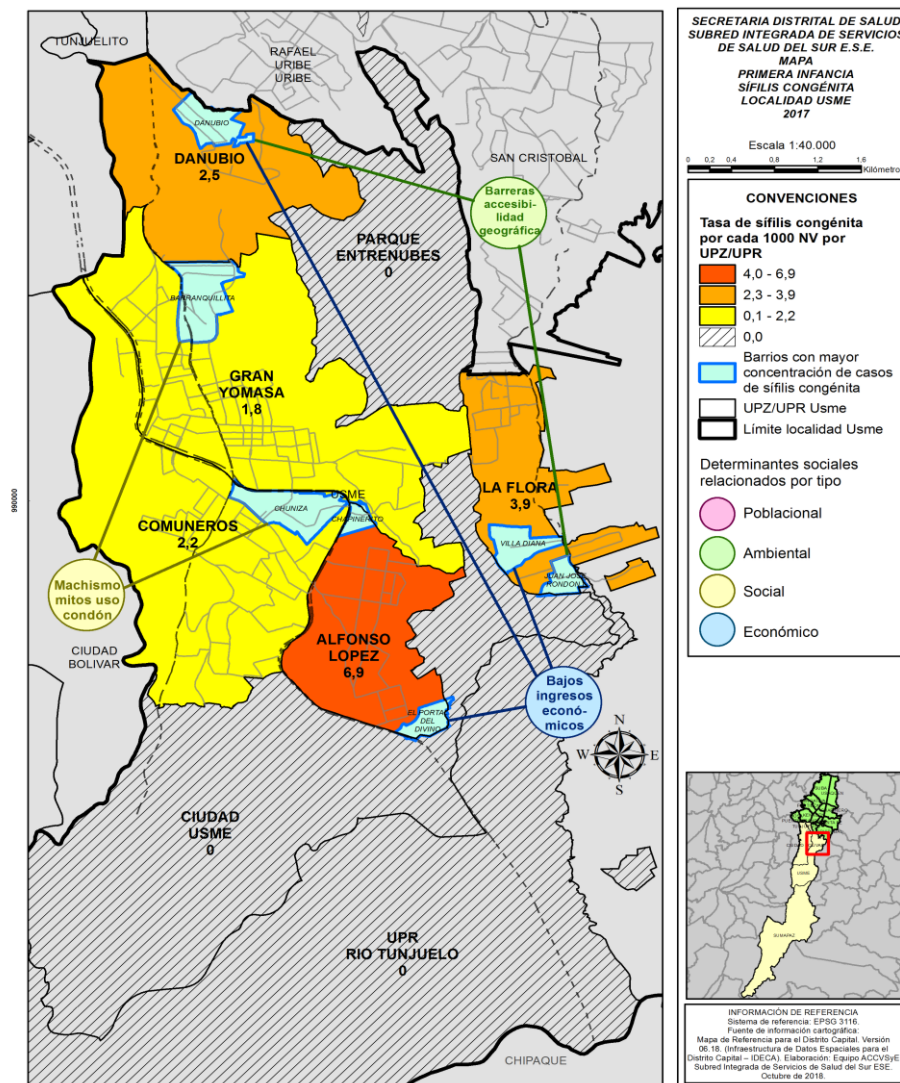 TUNJUELITO
RAFAEL
URIBE
URIBE
DANUBIO
DANUBIO
2,5
SAN CRISTOBAL
Barreras
accesibi-
lidad
geográfica
PARQUE
ENTRENUBES
0
BARRANQUILLITA
GRAN
YOMASA
1,8
USME
CHUNIZA
CHAPINERITO
COMUNEROS
2,2
LA FLORA
3,9
VILLA DIANA
JUAN JOSE
RONDON
990000
Machismo
mitos uso
condón
CIUDAD
BOLIVAR
ALFONSO
LOPEZ
6,9
EL PORTAL
DEL
DIVINO
Bajos
ingresos
econó-
micos
N
W E
S
CIUDAD
USME
0
UPR
RIO TUNJUELO
0
CHIPAQUE
SECRETARIA DISTRITAL DE SALUD
SUBRED INTEGRADA DE SERVICIOS
DE SALUD DEL SUR E.S.E.
MAPA
PRIMERA INFANCIA
SÍFILIS CONGÉNITA
LOCALIDAD USME
2017
Escala 1:40.000
0 0.2 0.4 0.8 1.2 1.6
Kilómetros
CONVENCIONES
Tasa de sífilis congénita
por cada 1000 NV por
UPZ/UPR
4,0 - 6,9
2,3 - 3,9
0,1 - 2,2
0,0
Barrios con mayor
concentración de casos
de sífilis congénita
UPZ/UPR Usme
Límite localidad Usme
Determinantes sociales
relacionados por tipo
Poblacional
Ambiental
Social
Económico
USME
SUMAPAZ
INFORMACIÓN DE REFERENCIA
Sistema de referencia: EPSG 3116.
Fuente de información cartográfica:
Mapa de Referencia para el Distrito Capital. Versión
06.18. (Infraestructura de Datos Espaciales para el
Distrito Capital – IDECA). Elaboración: Equipo ACCVSyE
Subred Integrada de Servicios de Salud del Sur ESE.
Octubre de 2018.